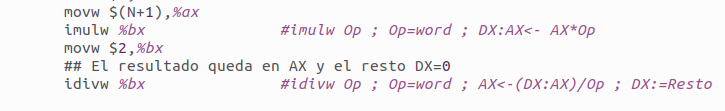 movw $(N+1),%ax
imulw %bx #imulw Op ; Op=word ; DX:AX<- AX*Op
movw $2,%bx
## El resultado queda en AX y el resto DX=0
idivw %bx #idivw Op ; Op=word ; AX<-(DX:AX)/Op ; DX:=Resto